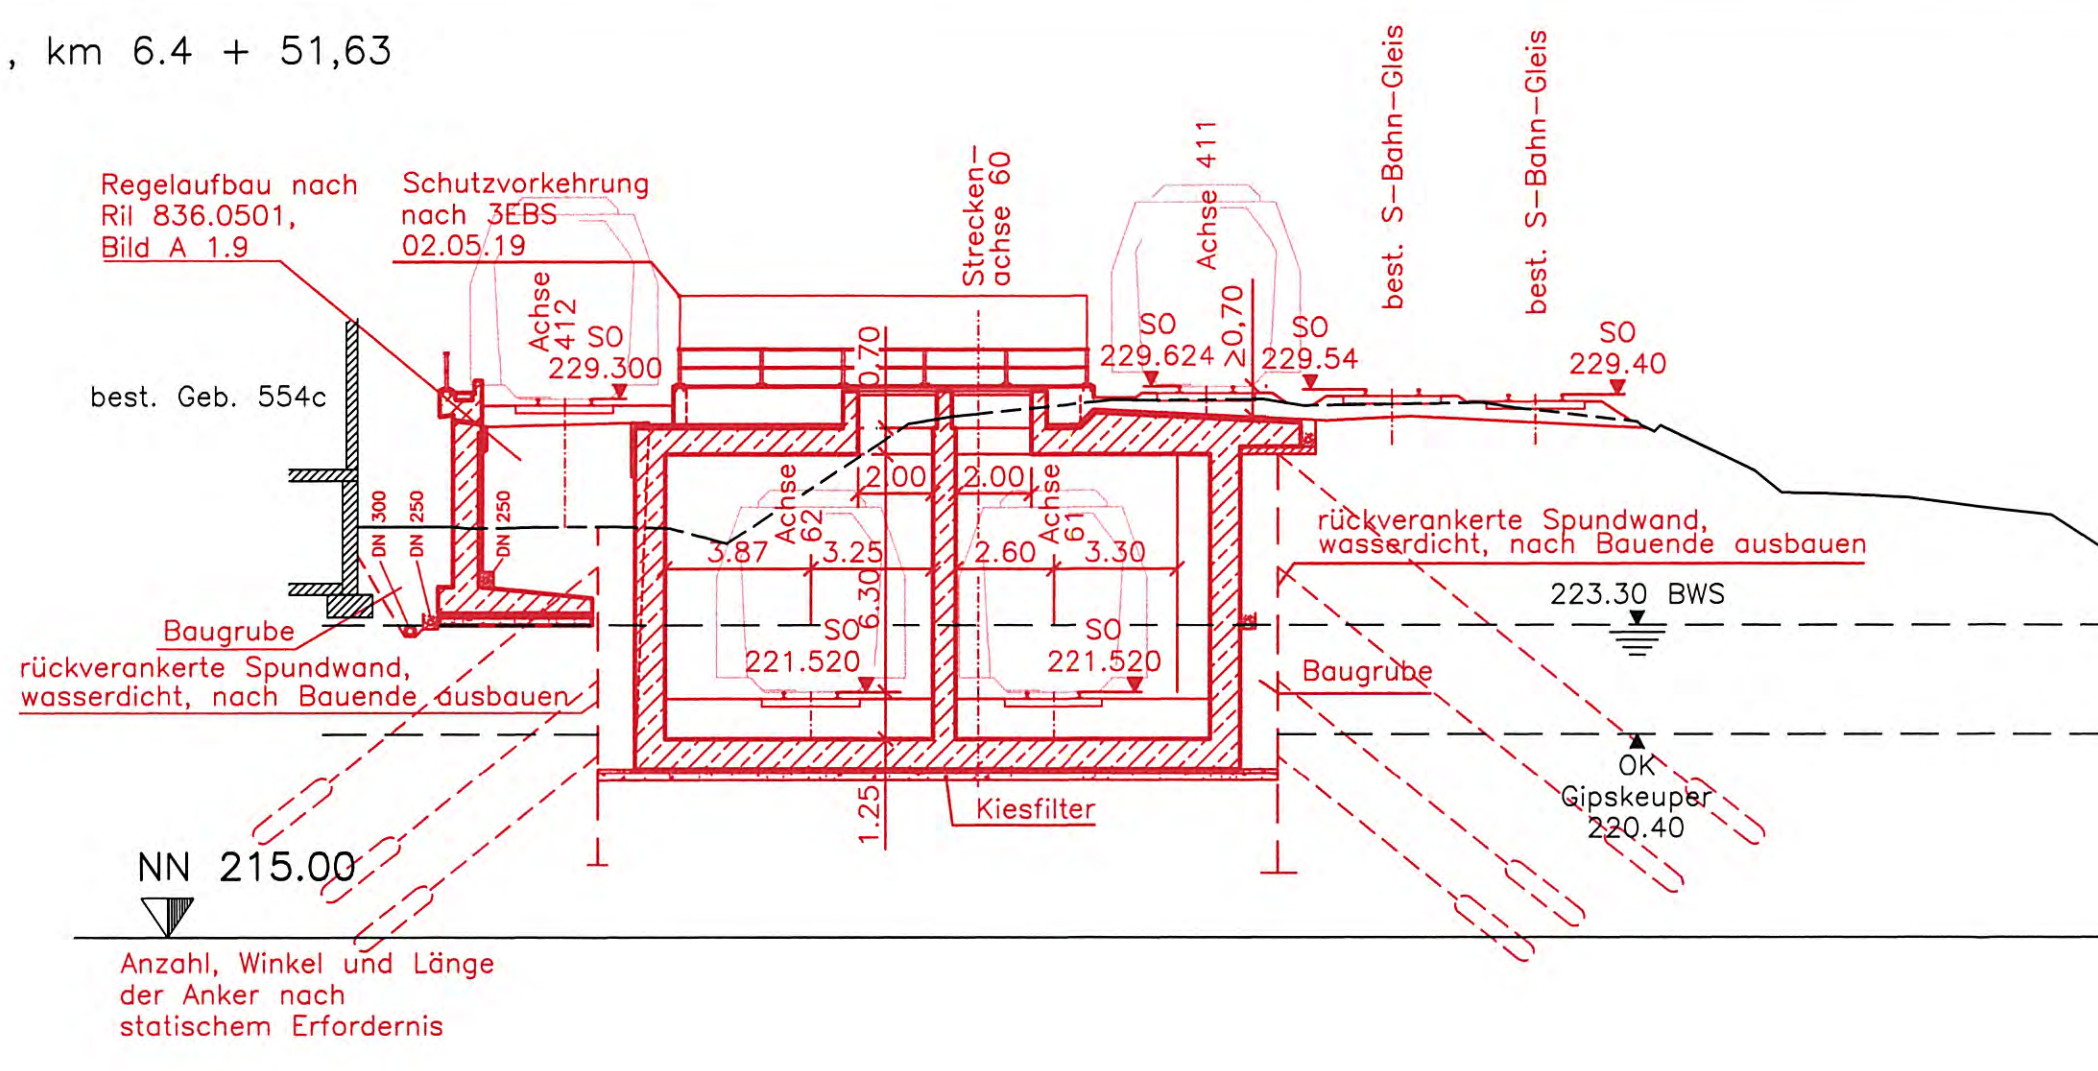 , km 6.4 + 51,63
Regelaufbau nach
Ril 836.0501,
Bild A 1.9
Schutzvorkehrung
nach 3EBS
02.05.19
Strecken-
achse 60
Achse 411
best. S-Bahn-Gleis
best. S-Bahn-Gleis
Achse
412
SO
229.300
0.70
SO
229.624
≥0,70
SO
229.54
SO
229.40
best. Geb. 554c
DN 300
DN 250
DN 250
Achse
62
2.00
2.00
Achse
61
3.87
3.25
2.60
3.30
6.30
rückverankerte Spundwand,
wasserdicht, nach Bauende ausbauen
223.30 BWS
Baugrube
SO
221.520
SO
221.520
rückverankerte Spundwand,
wasserdicht, nach Bauende ausbauen
Baugrube
OK
Gipskeuper
220.40
1.25
Kiesfilter
NN 215.00
Anzahl, Winkel und Länge
der Anker nach
statischem Erfordernis